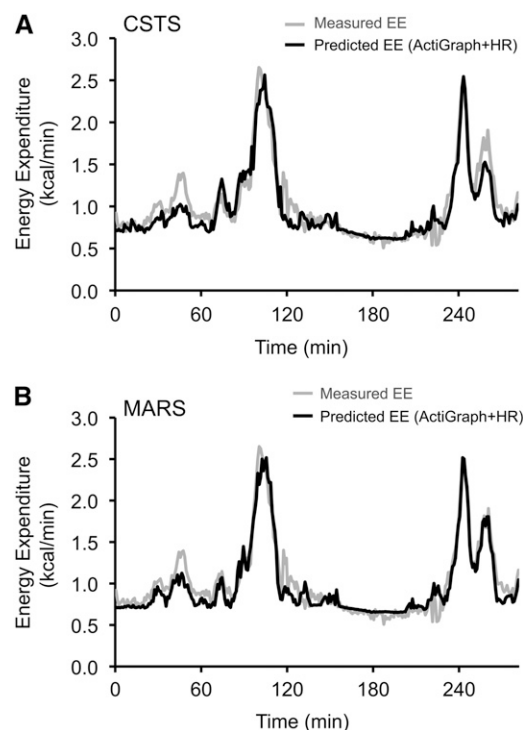 A
CSTS
Measured EE
Predicted EE (ActiGraph+HR)
Energy Expenditure
(kcal/min)
3.0
2.5
2.0
1.5
1.0
0.5
0.0
0 60 120 180 240
Time (min)
B
MARS
Measured EE
Predicted EE (ActiGraph+HR)
Energy Expenditure
(kcal/min)
3.0
2.5
2.0
1.5
1.0
0.5
0.0
0 60 120 180 240
Time (min)